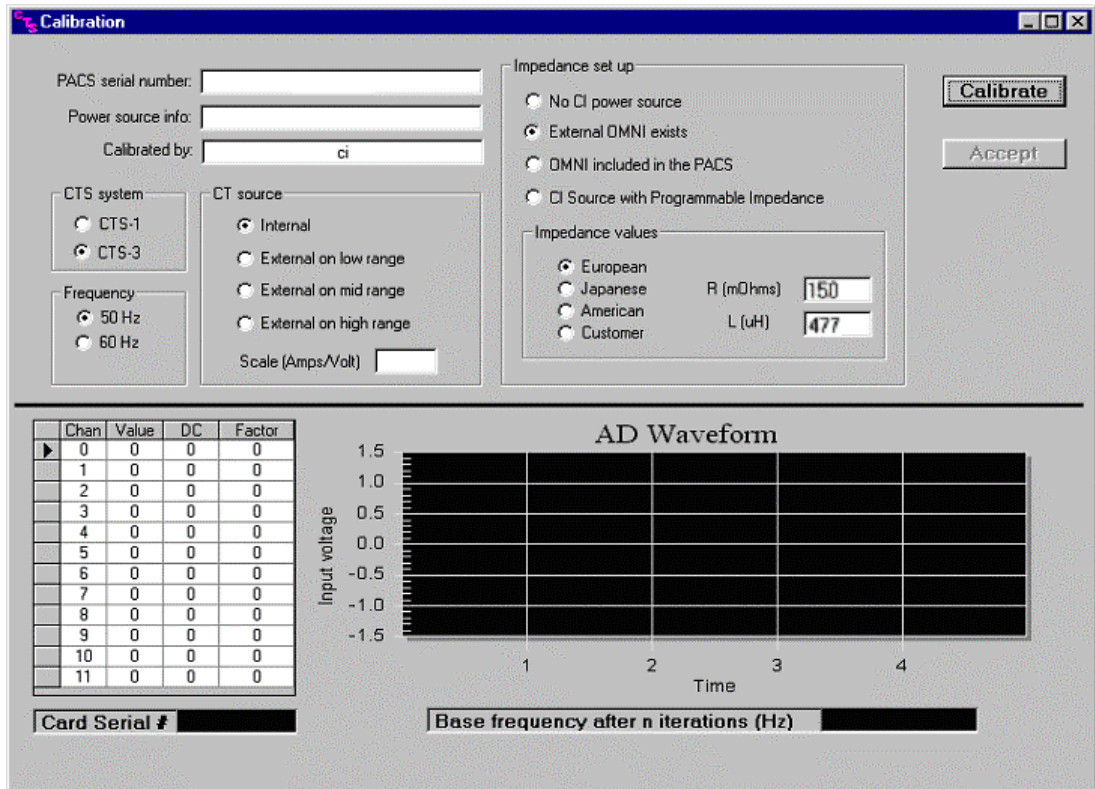 CTS Calibration
PACS serial number:
Power source info:
Calibrated by: ci
CTS system
CTS-1
CTS-3
Frequency
50 Hz
60 Hz
CT source
Internal
External on low range
External on mid range
External on high range
Scale (Amps/Volt)
Impedance set up
No CI power source
External OMNI exists
OMNI included in the PACS
CI Source with Programmable Impedance
Impedance values
European
Japanese
American
Customer
R (mOhms) 150
L (uH) 477
Calibrate
Accept
Chan Value DC Factor
0 0 0 0
1 0 0 0
2 0 0 0
3 0 0 0
4 0 0 0
5 0 0 0
6 0 0 0
7 0 0 0
8 0 0 0
9 0 0 0
10 0 0 0
11 0 0 0
Card Serial #
AD Waveform
Input voltage
1.5
1.0
0.5
0.0
-0.5
-1.0
-1.5
1 2 3 4
Time
Base frequency after n iterations (Hz)